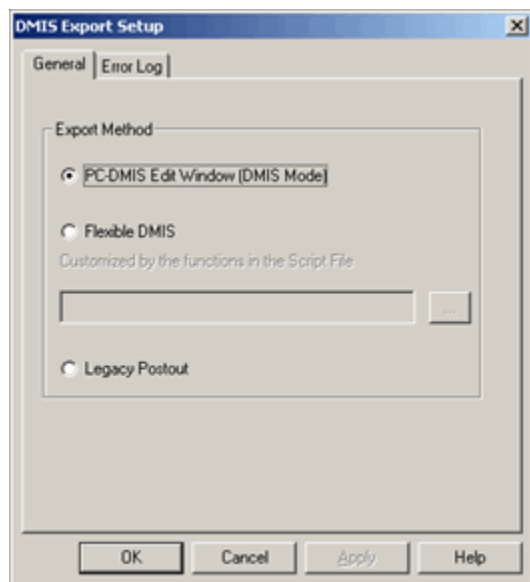 DMIS Export Setup
General
Error Log
Export Method
PC-DMIS Edit Window (DMIS Mode)
Flexible DMIS
Customized by the functions in the Script File
...
Legacy Postout
OK
Cancel
Apply
Help